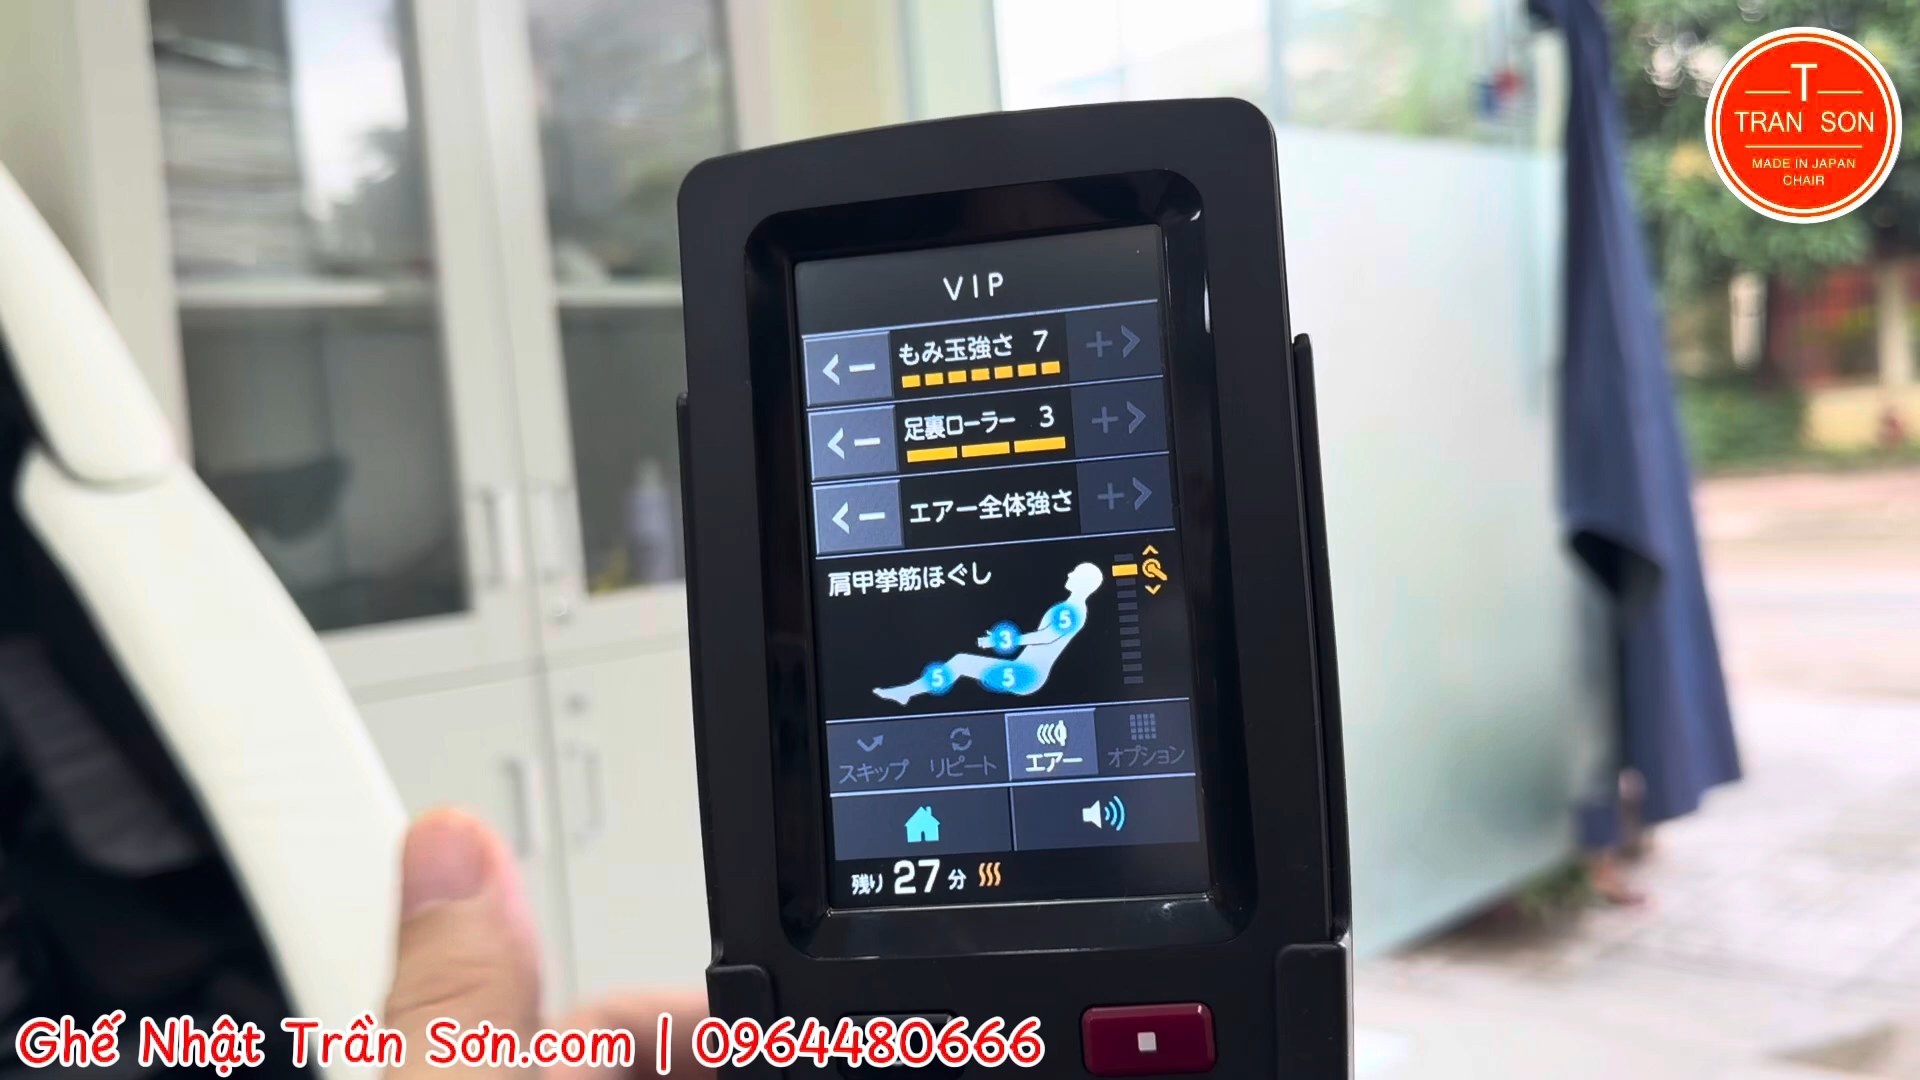 T
TRAN SON
MADE IN JAPAN
CHAIR
VIP
もみ玉強さ 7
足裏ローラー 3
エアー全体強さ
肩甲挙筋ほぐし
5
3
5
5
スキップ
リピート
エアー
オプション
残り 27 分
Ghế Nhật Trần Sơn.com | 0964480666